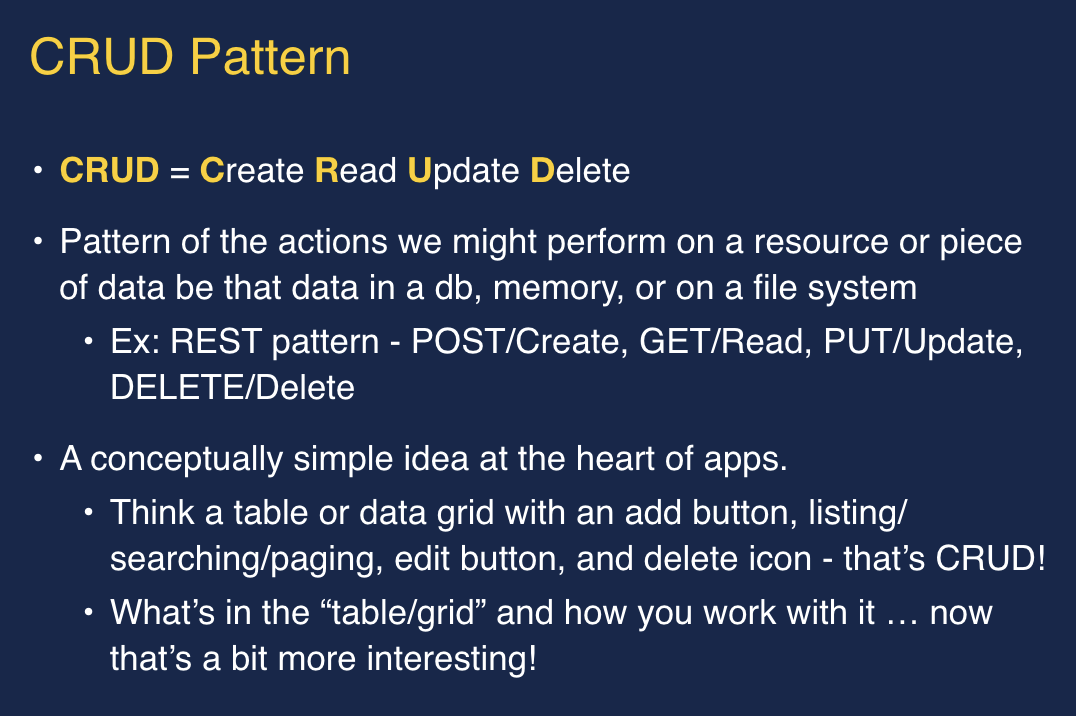 CRUD Pattern
• CRUD = Create Read Update Delete
• Pattern of the actions we might perform on a resource or piece
of data be that data in a db, memory, or on a file system
• Ex: REST pattern - POST/Create, GET/Read, PUT/Update,
DELETE/Delete
• A conceptually simple idea at the heart of apps.
• Think a table or data grid with an add button, listing/
searching/paging, edit button, and delete icon - that’s CRUD!
• What’s in the “table/grid” and how you work with it … now
that’s a bit more interesting!